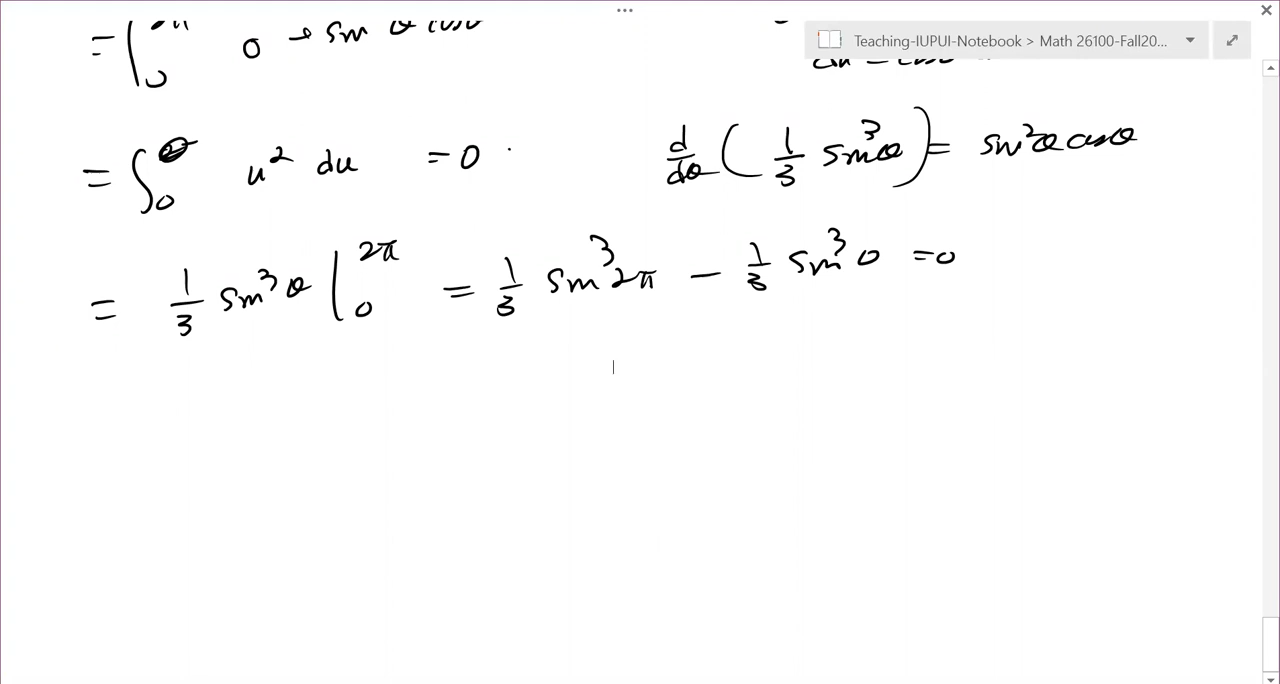 Teaching-IUPUI-Notebook > Math 26100-Fall20...
= ∫₀ u² du = 0
d/dθ (1/3 sin³θ) = sin²θ cosθ
= 1/3 sin³θ |₀^2π = 1/3 sin³2π − 1/3 sin³0 = 0